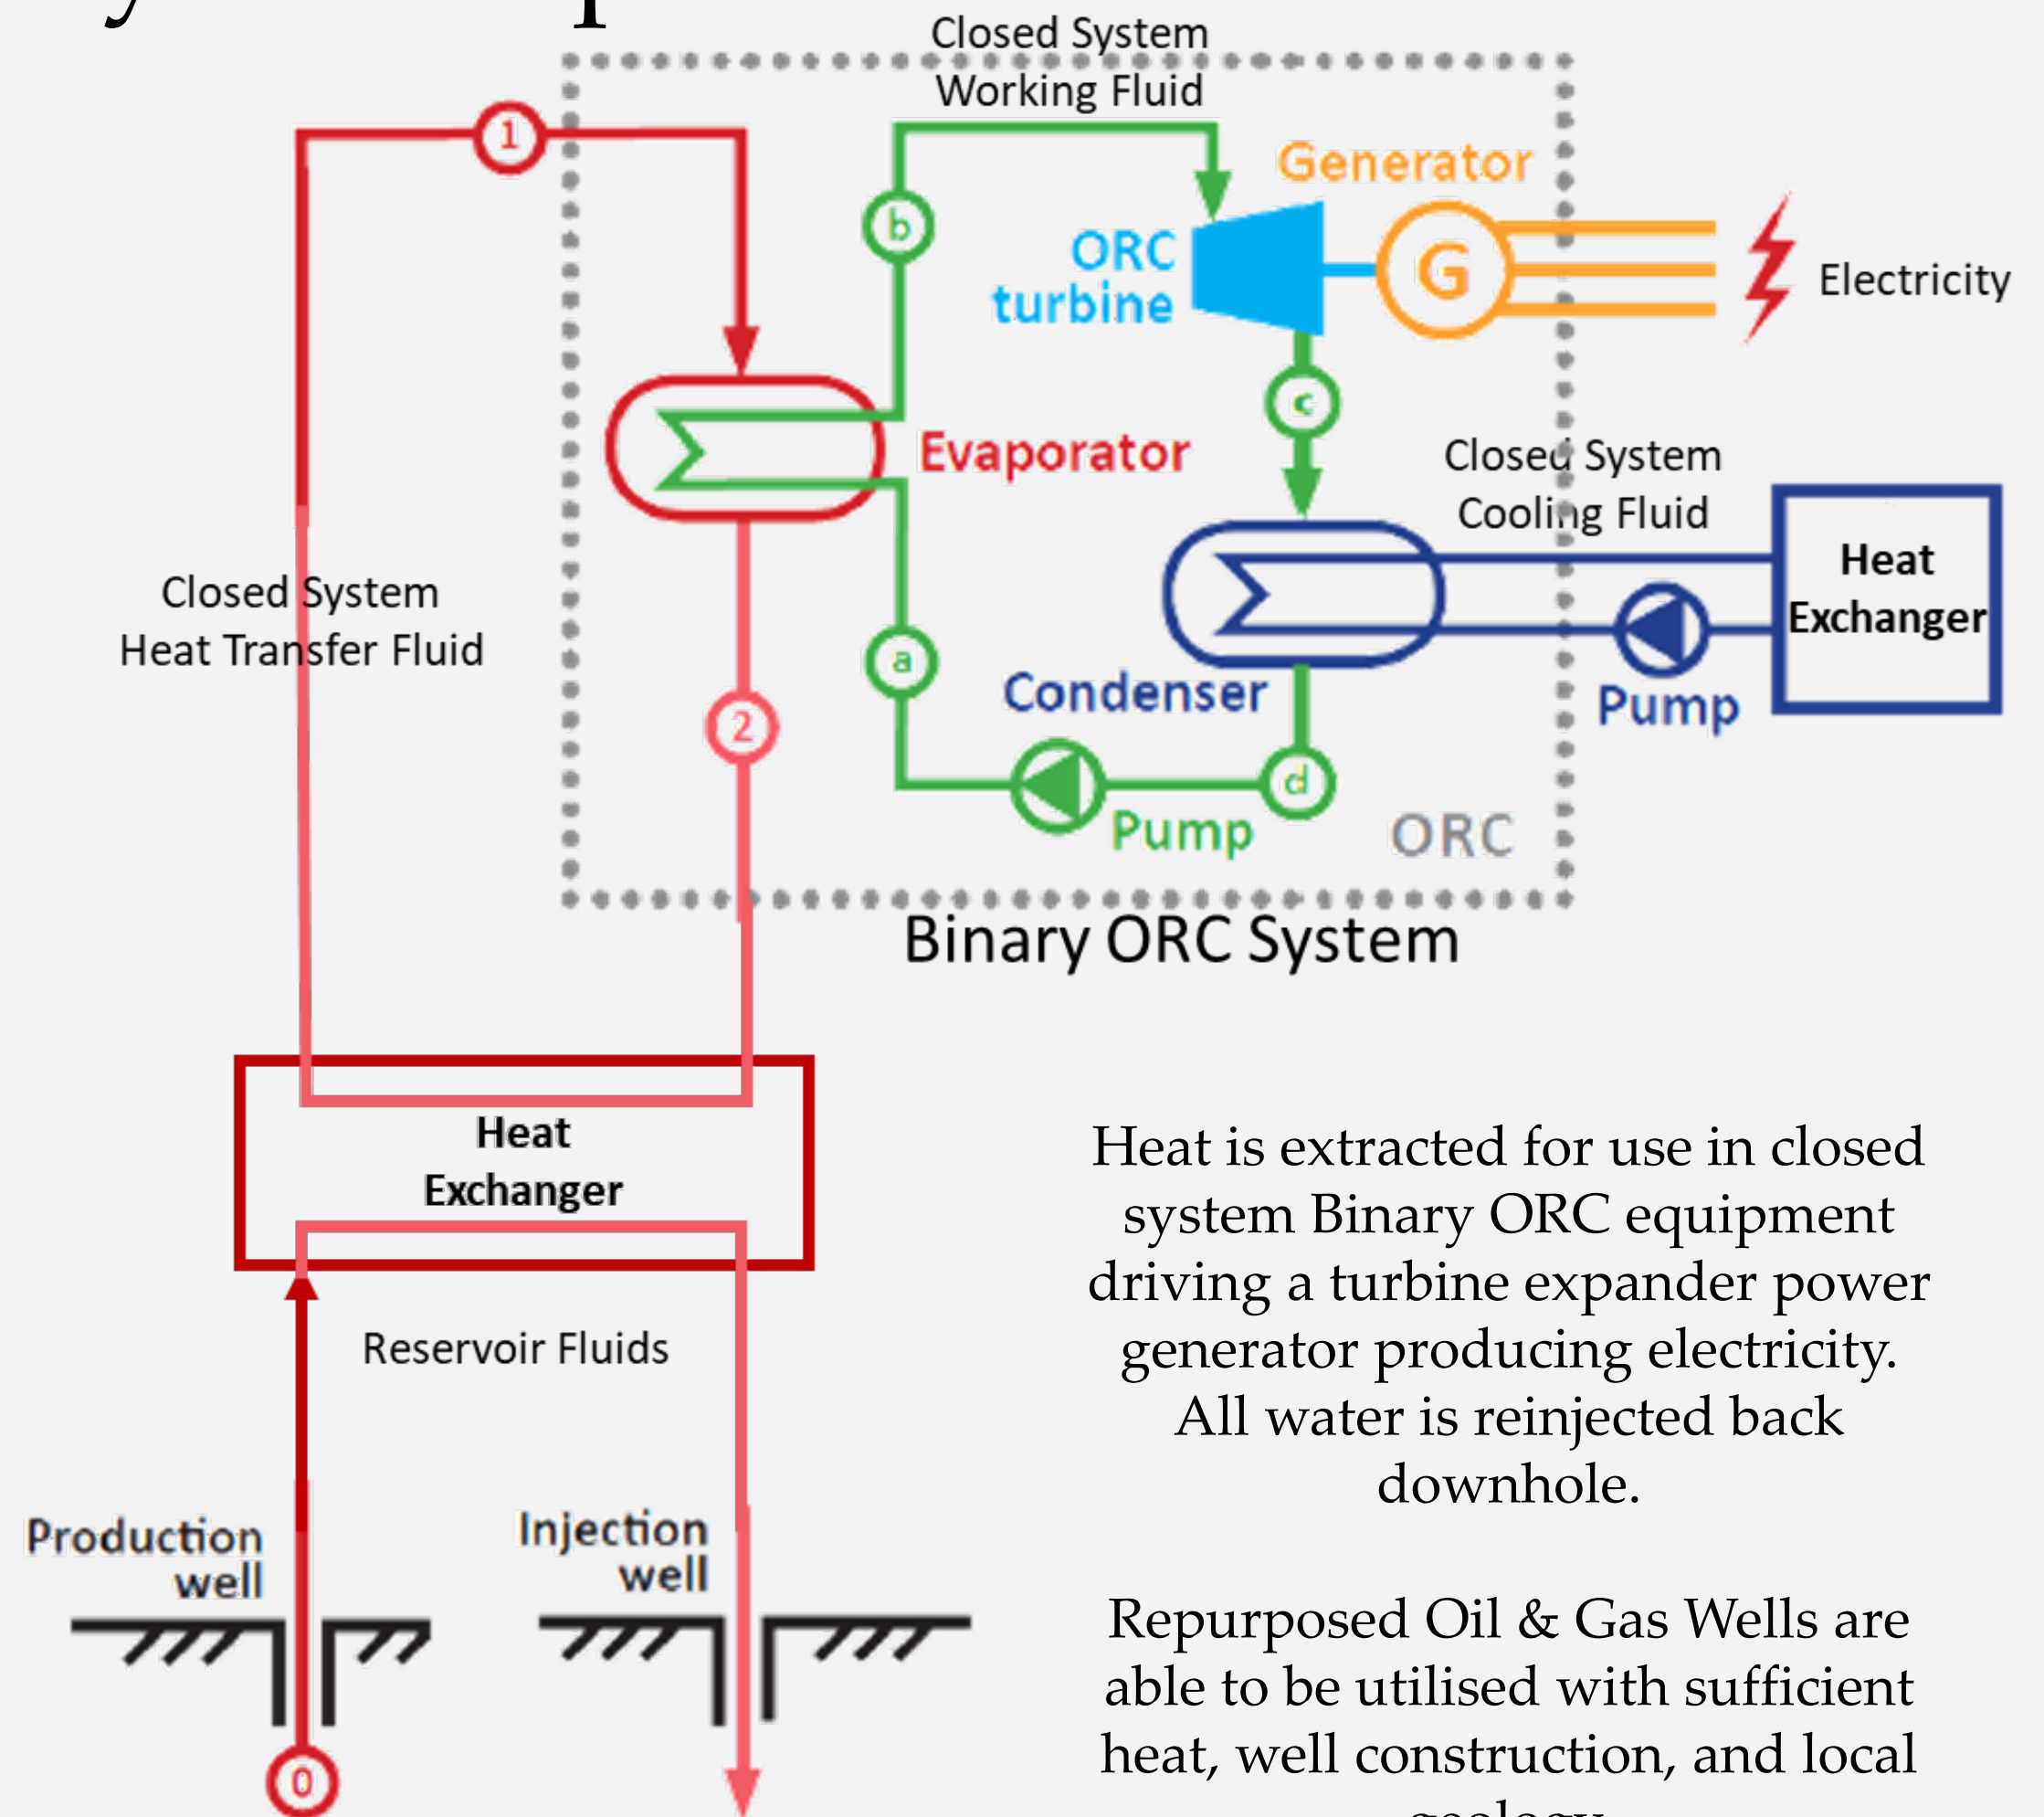 Closed System
Working Fluid
1
b
Generator
ORC
turbine
G
Electricity
c
Evaporator
Closed System
Cooling Fluid
Heat
Exchanger
Closed System
Heat Transfer Fluid
a
Condenser
Pump
2
d
Pump
ORC
Binary ORC System
Heat
Exchanger
Reservoir Fluids
Production
well
Injection
well
0
Heat is extracted for use in closed
system Binary ORC equipment
driving a turbine expander power
generator producing electricity.
All water is reinjected back
downhole.
Repurposed Oil & Gas Wells are
able to be utilised with sufficient
heat, well construction, and local